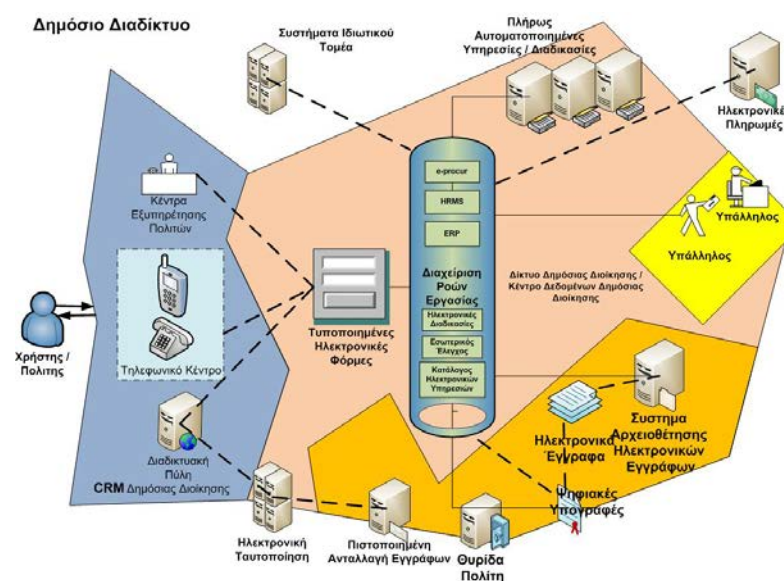 Δημόσιο Διαδίκτυο
Συστήματα Ιδιωτικού
Τομέα
Πλήρως
Αυτοματοποιημένες
Υπηρεσίες / Διαδικασίες
Ηλεκτρονικές
Πληρωμές
Κέντρα
Εξυπηρέτησης
Πολιτών
e-procur
HRMS
ERP
Υπάλληλος
Υπάλληλος
Διαχείριση
Ροών
Εργασίας
Δίκτυο Δημόσιας Διοίκησης /
Κέντρο Δεδομένων Δημόσιας
Διοίκησης
Ηλεκτρονικές
Διαδικασίες
Εσωτερικός
Έλεγχος
Κατάλογος
Ηλεκτρονικών
Υπηρεσιών
Τυποποιημένες
Ηλεκτρονικές
Φόρμες
Χρήστης /
Πολιτης
Τηλεφωνικό Κέντρο
Διαδικτυακή
Πύλη
CRM Δημόσιας Διοίκησης
Ηλεκτρονικά
Έγγραφα
Συστημα
Αρχειοθέτησης
Ηλεκτρονικών
Εγγράφων
Ψηφιακές
Υπογραφές
Ηλεκτρονική
Ταυτοποίηση
Πιστοποιημένη
Ανταλλαγή Εγγράφων
Θυρίδα
Πολίτη